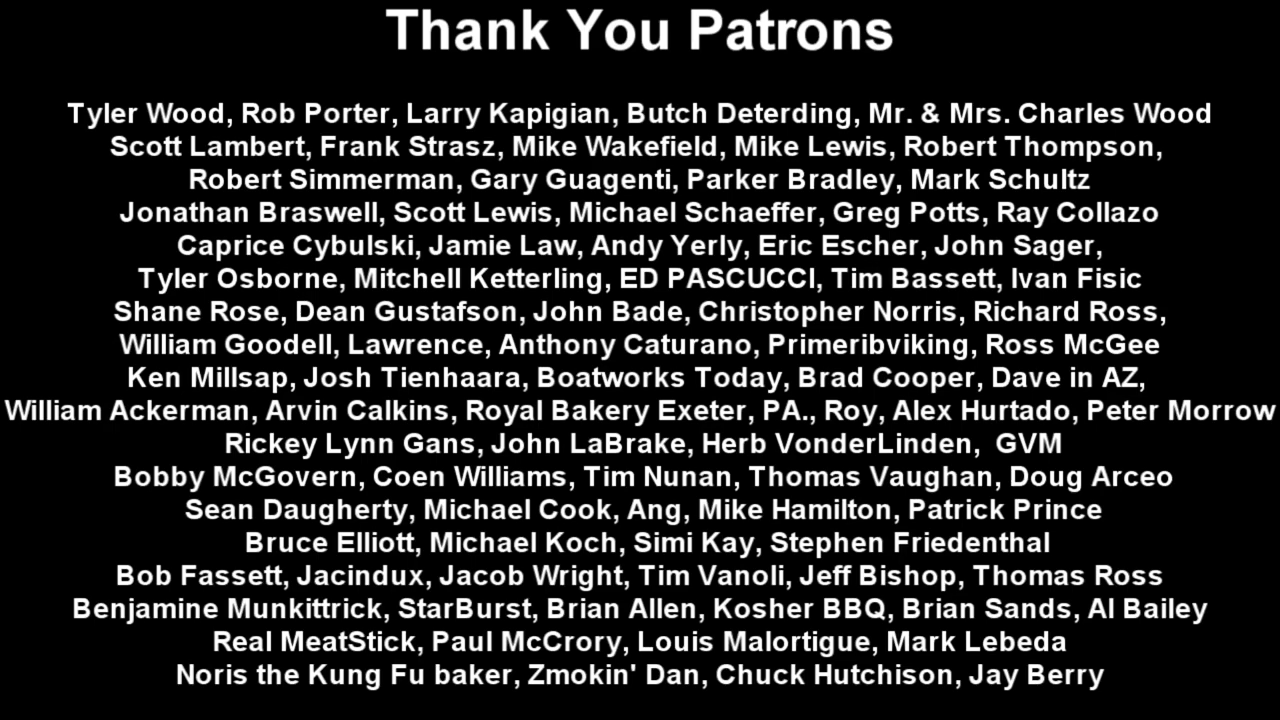 Thank You Patrons
Tyler Wood, Rob Porter, Larry Kapigian, Butch Deterding, Mr. & Mrs. Charles Wood
Scott Lambert, Frank Strasz, Mike Wakefield, Mike Lewis, Robert Thompson,
Robert Simmerman, Gary Guagenti, Parker Bradley, Mark Schultz
Jonathan Braswell, Scott Lewis, Michael Schaeffer, Greg Potts, Ray Collazo
Caprice Cybulski, Jamie Law, Andy Yerly, Eric Escher, John Sager,
Tyler Osborne, Mitchell Ketterling, ED PASCUCCI, Tim Bassett, Ivan Fisic
Shane Rose, Dean Gustafson, John Bade, Christopher Norris, Richard Ross,
William Goodell, Lawrence, Anthony Caturano, Primeribviking, Ross McGee
Ken Millsap, Josh Tienhaara, Boatworks Today, Brad Cooper, Dave in AZ,
William Ackerman, Arvin Calkins, Royal Bakery Exeter, PA., Roy, Alex Hurtado, Peter Morrow
Rickey Lynn Gans, John LaBrake, Herb VonderLinden,  GVM
Bobby McGovern, Coen Williams, Tim Nunan, Thomas Vaughan, Doug Arceo
Sean Daugherty, Michael Cook, Ang, Mike Hamilton, Patrick Prince
Bruce Elliott, Michael Koch, Simi Kay, Stephen Friedenthal
Bob Fassett, Jacindux, Jacob Wright, Tim Vanoli, Jeff Bishop, Thomas Ross
Benjamine Munkittrick, StarBurst, Brian Allen, Kosher BBQ, Brian Sands, Al Bailey
Real MeatStick, Paul McCrory, Louis Malortigue, Mark Lebeda
Noris the Kung Fu baker, Zmokin' Dan, Chuck Hutchison, Jay Berry